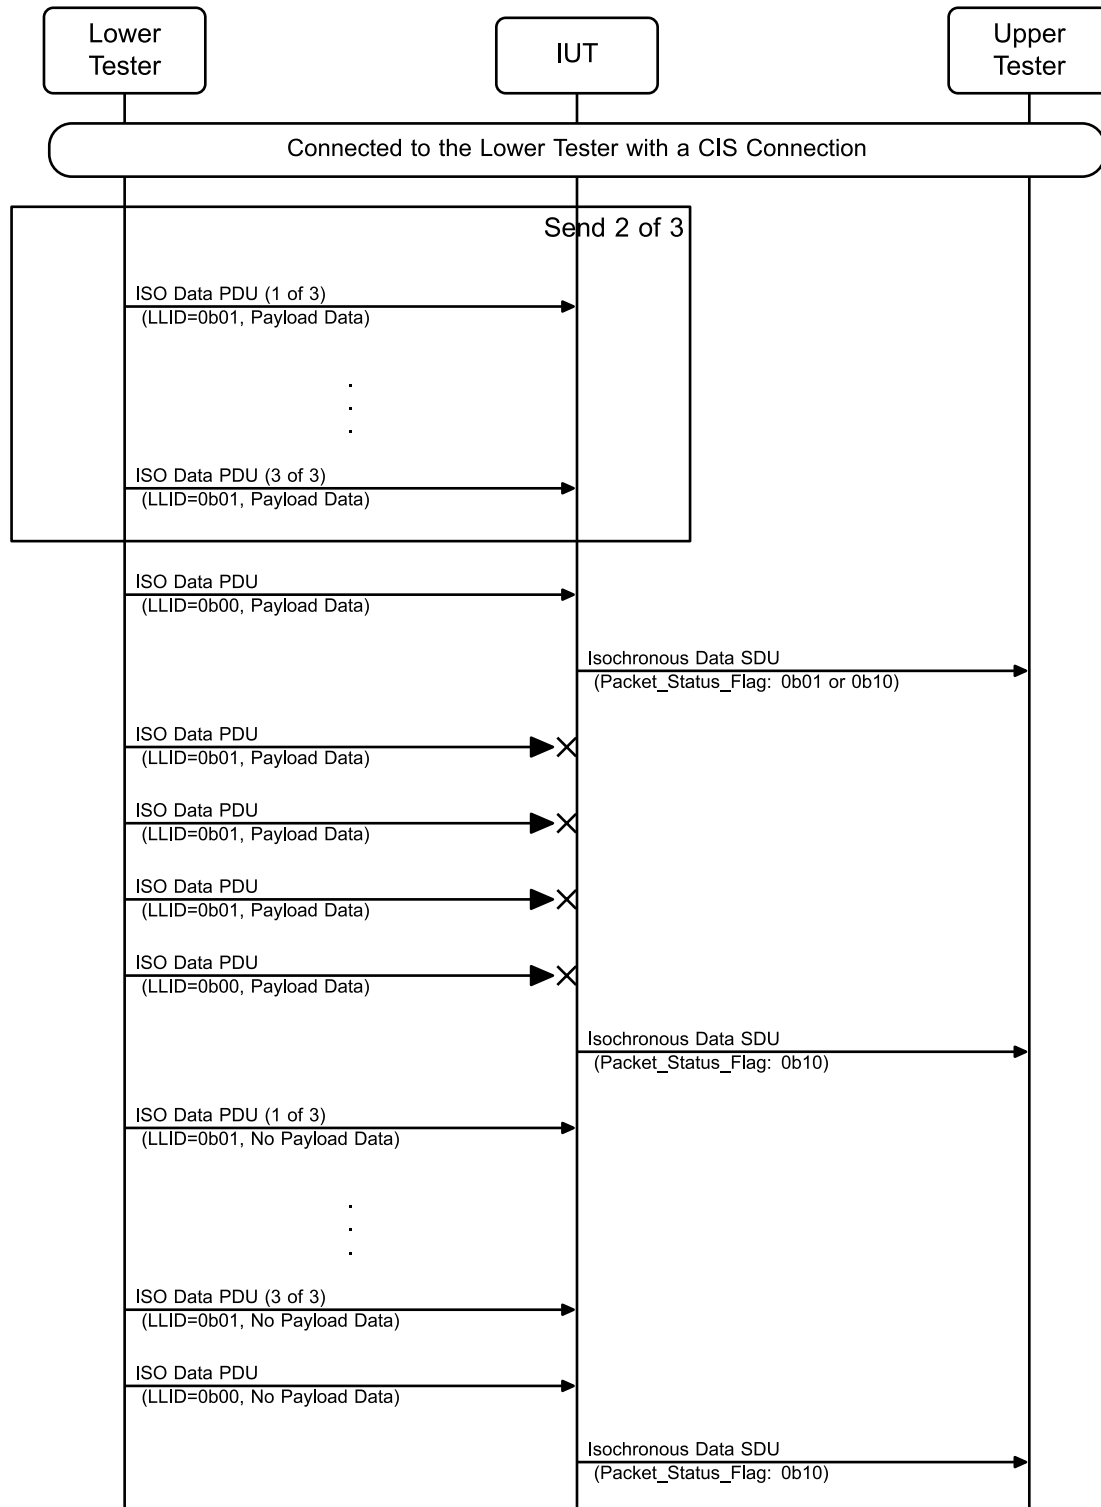 Lower
Tester
IUT
Upper
Tester
Connected to the Lower Tester with a CIS Connection
Send 2 of 3
ISO Data PDU (1 of 3)
(LLID=0b01, Payload Data)
.
.
.
ISO Data PDU (3 of 3)
(LLID=0b01, Payload Data)
ISO Data PDU
(LLID=0b00, Payload Data)
Isochronous Data SDU
(Packet_Status_Flag: 0b01 or 0b10)
ISO Data PDU
(LLID=0b01, Payload Data)
ISO Data PDU
(LLID=0b01, Payload Data)
ISO Data PDU
(LLID=0b01, Payload Data)
ISO Data PDU
(LLID=0b00, Payload Data)
Isochronous Data SDU
(Packet_Status_Flag: 0b10)
ISO Data PDU (1 of 3)
(LLID=0b01, No Payload Data)
.
.
.
ISO Data PDU (3 of 3)
(LLID=0b01, No Payload Data)
ISO Data PDU
(LLID=0b00, No Payload Data)
Isochronous Data SDU
(Packet_Status_Flag: 0b10)